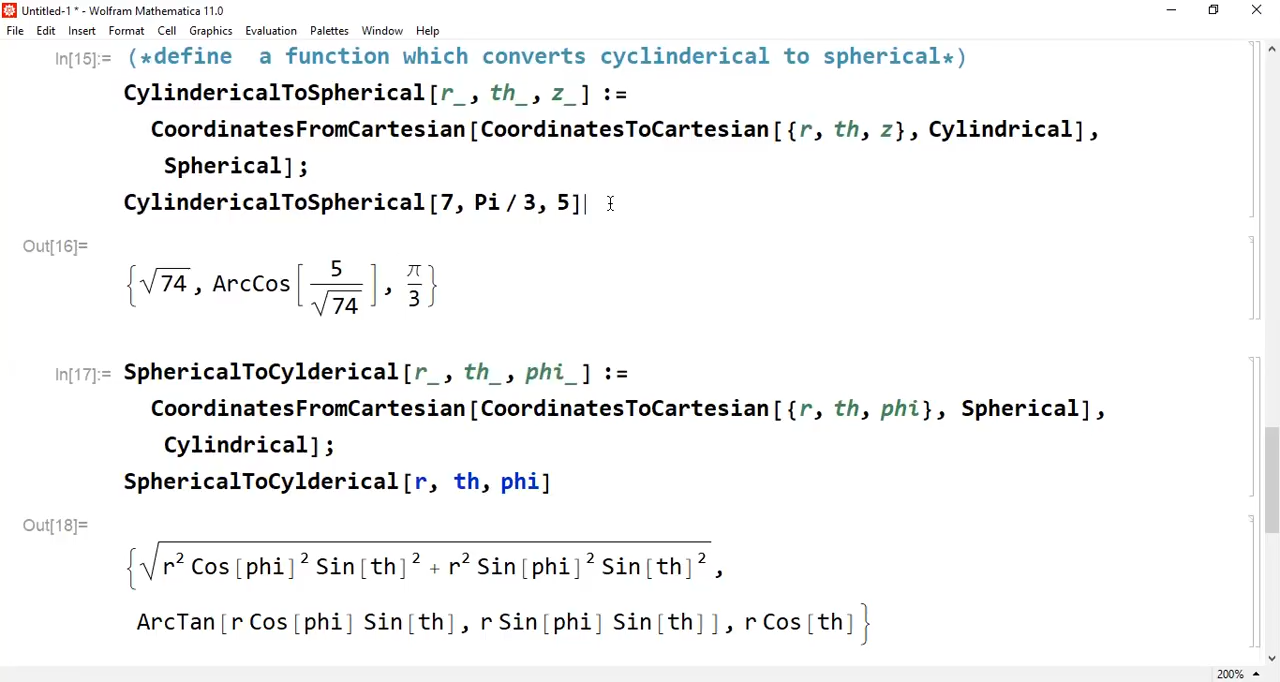 Untitled-1 * - Wolfram Mathematica 11.0
File Edit Insert Format Cell Graphics Evaluation Palettes Window Help
In[15]:= (*define  a function which converts cyclinderical to spherical*)
CylindericalToSpherical[r_, th_, z_] :=
CoordinatesFromCartesian[CoordinatesToCartesian[{r, th, z}, Cylindrical],
Spherical];
CylindericalToSpherical[7, Pi / 3, 5]
Out[16]=
{√74, ArcCos[5/√74], π/3}
In[17]:= SphericalToCylderical[r_, th_, phi_] :=
CoordinatesFromCartesian[CoordinatesToCartesian[{r, th, phi}, Spherical],
Cylindrical];
SphericalToCylderical[r, th, phi]
Out[18]=
{√r² Cos[phi]² Sin[th]² + r² Sin[phi]² Sin[th]²,
ArcTan[r Cos[phi] Sin[th], r Sin[phi] Sin[th]], r Cos[th]}
200%